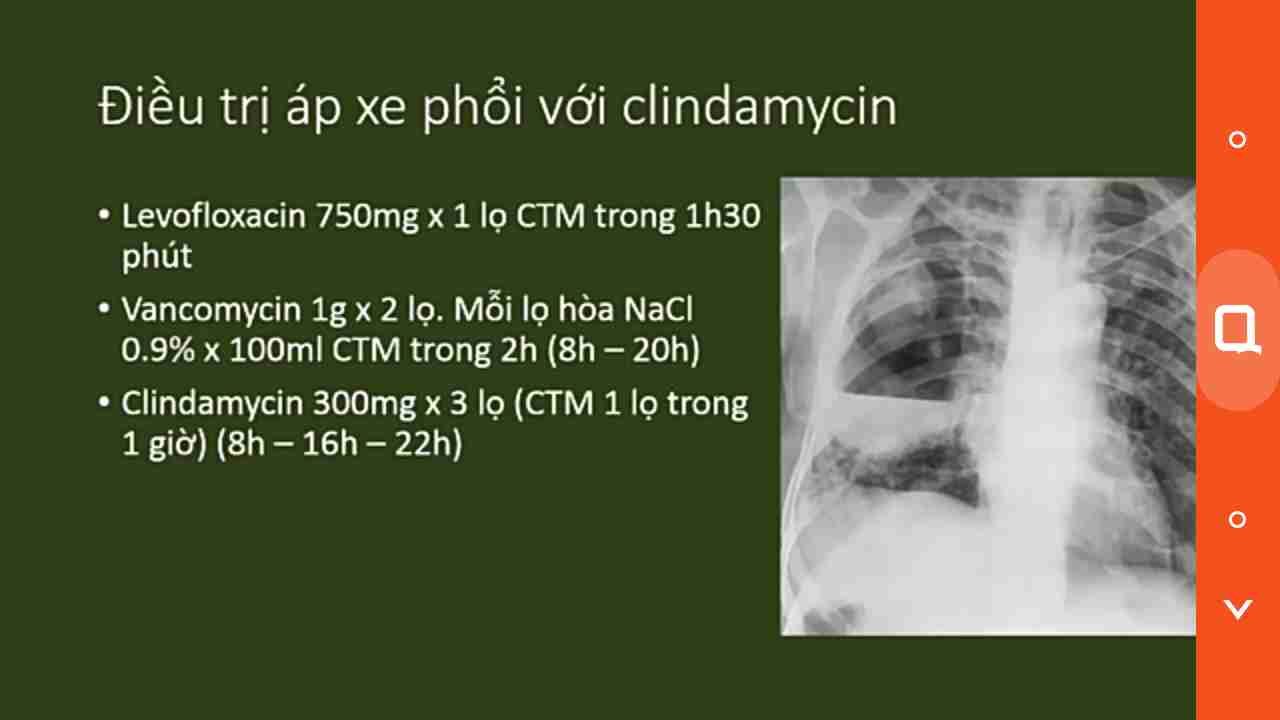 Điều trị áp xe phổi với clindamycin
• Levofloxacin 750mg x 1 lọ CTM trong 1h30
phút
• Vancomycin 1g x 2 lọ. Mỗi lọ hòa NaCl
0.9% x 100ml CTM trong 2h (8h – 20h)
• Clindamycin 300mg x 3 lọ (CTM 1 lọ trong
1 giờ) (8h – 16h – 22h)